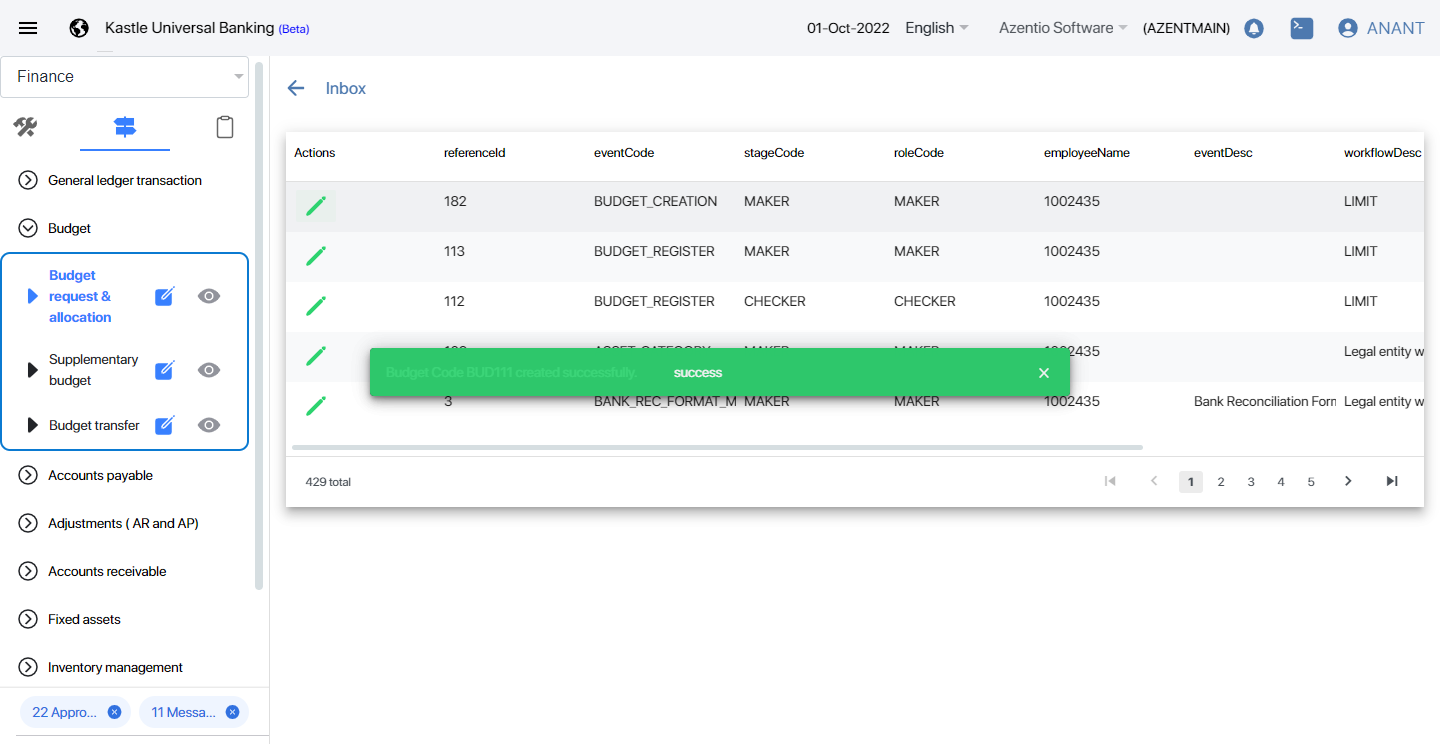 Kastle Universal Banking (Beta)
01-Oct-2022
English
Azentio Software
(AZENTMAIN)
ANANT
Finance
General ledger transaction
Budget
Budget
request &
allocation
Supplementary
budget
Budget transfer
Accounts payable
Adjustments ( AR and AP)
Accounts receivable
Fixed assets
Inventory management
22 Appro...
11 Messa...
Inbox
Actions referenceId eventCode stageCode roleCode employeeName eventDesc workflowDesc
182 BUDGET_CREATION MAKER MAKER 1002435 LIMIT
113 BUDGET_REGISTER MAKER MAKER 1002435 LIMIT
112 BUDGET_REGISTER CHECKER CHECKER 1002435 LIMIT
ASSET_CATEGORY MAKER MAKER 1002435 Legal entity w
Budget Code BUD111 created successfully. success
3 BANK_REC_FORMAT_M MAKER MAKER 1002435 Bank Reconciliation Form Legal entity w
429 total
1 2 3 4 5